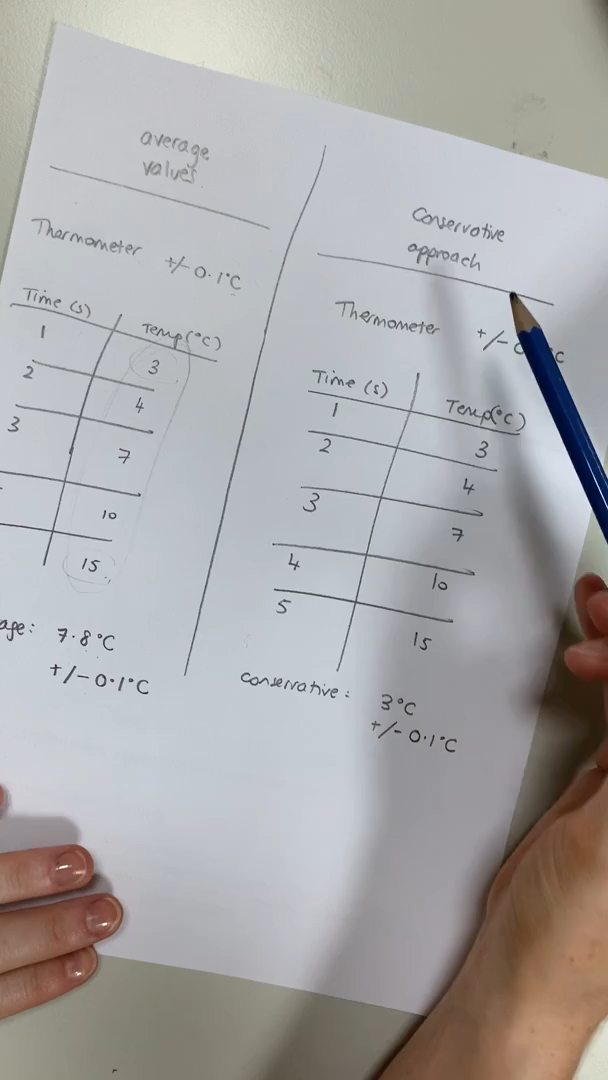 average
values
Thermometer +/- 0.1°C
Time (s) Temp(°C)
1 3
2 4
3 7
10
15
7.8°C
+/- 0.1°C
Conservative
approach
Thermometer +/-
Time (s) Temp(°C)
1 3
2 4
3 7
4 10
5 15
Conservative: 3°C
+/- 0.1°C